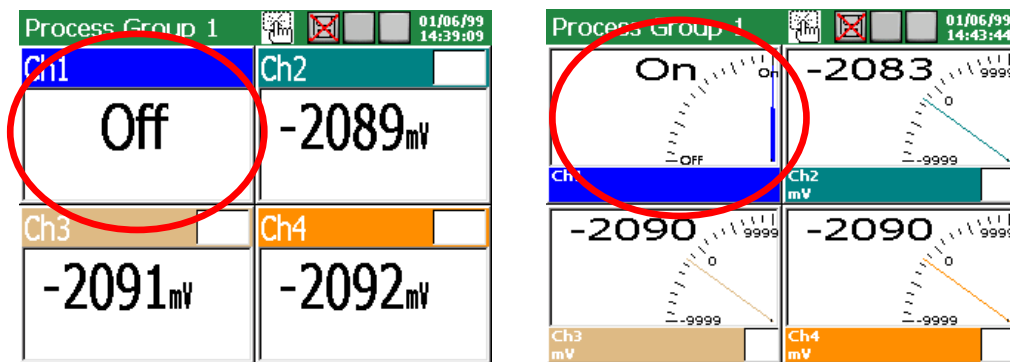 Process Group 1
01/06/99
14:39:09
Ch1
Off
Ch2
-2089mV
Ch3
-2091mV
Ch4
-2092mV
Process Group 1
01/06/99
14:43:44
On
On
OFF
Ch1
-2083
9999
0
-9999
Ch2
mV
-2090
9999
0
-9999
Ch3
mV
-2090
9999
0
-9999
Ch4
mV